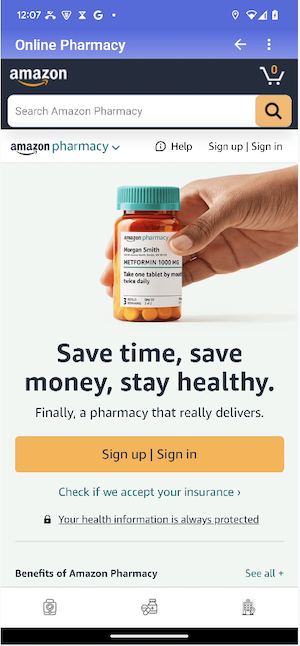 12:07
Online Pharmacy
amazon
0
Search Amazon Pharmacy
amazon pharmacy
Help
Sign up | Sign in
amazon pharmacy
Morgan Smith
METFORMIN 1000 MG
Take one tablet by mout
twice daily
3
Save time, save
money, stay healthy.
Finally, a pharmacy that really delivers.
Sign up | Sign in
Check if we accept your insurance ›
Your health information is always protected
Benefits of Amazon Pharmacy
See all +